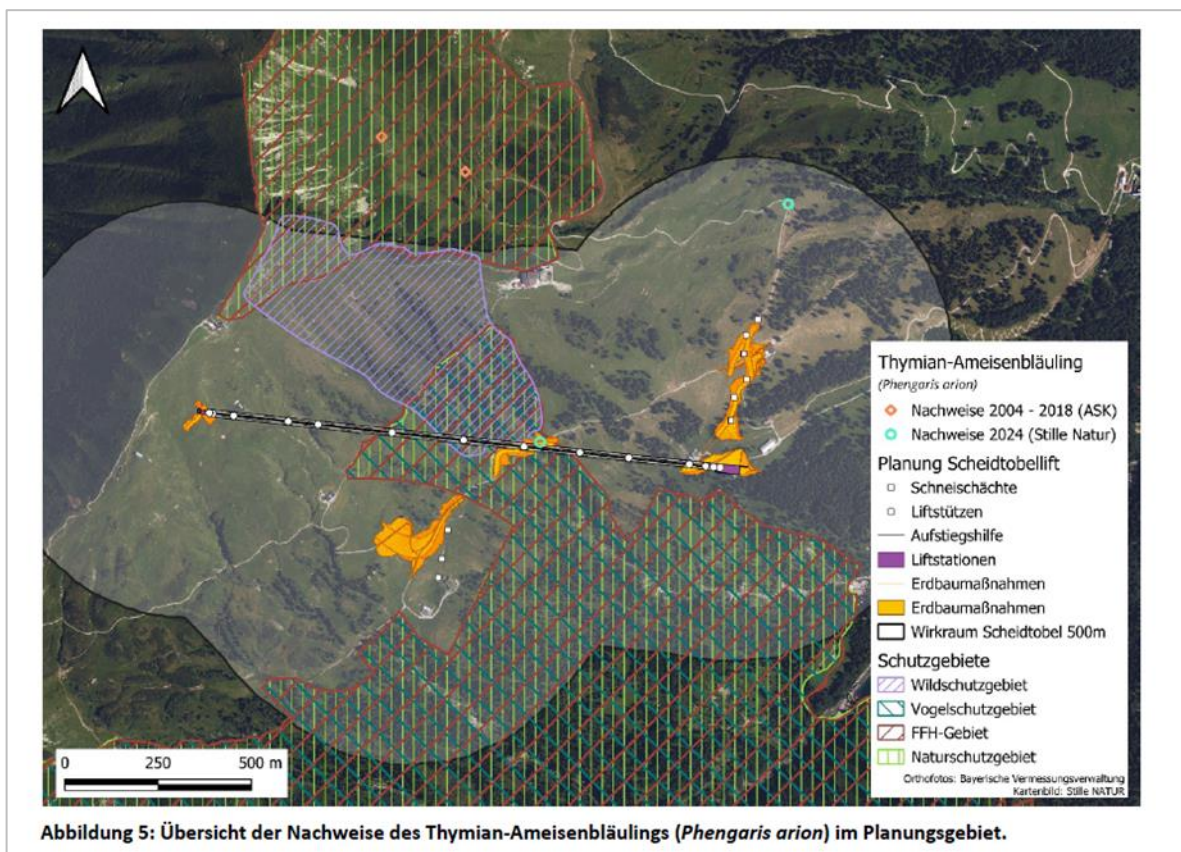 Thymian-Ameisenbläuling
(Phengaris arion)
Nachweise 2004 - 2018 (ASK)
Nachweise 2024 (Stille Natur)
Planung Scheidtobellift
Schneischächte
Liftstützen
Aufstiegshilfe
Liftstationen
Erdbaumaßnahmen
Erdbaumaßnahmen
Wirkraum Scheidtobel 500m
Schutzgebiete
Wildschutzgebiet
Vogelschutzgebiet
FFH-Gebiet
Naturschutzgebiet
Orthofotos: Bayerische Vermessungsverwaltung
Kartenbild: Stille NATUR
0 250 500 m
Abbildung 5: Übersicht der Nachweise des Thymian-Ameisenbläulings (Phengaris arion) im Planungsgebiet.